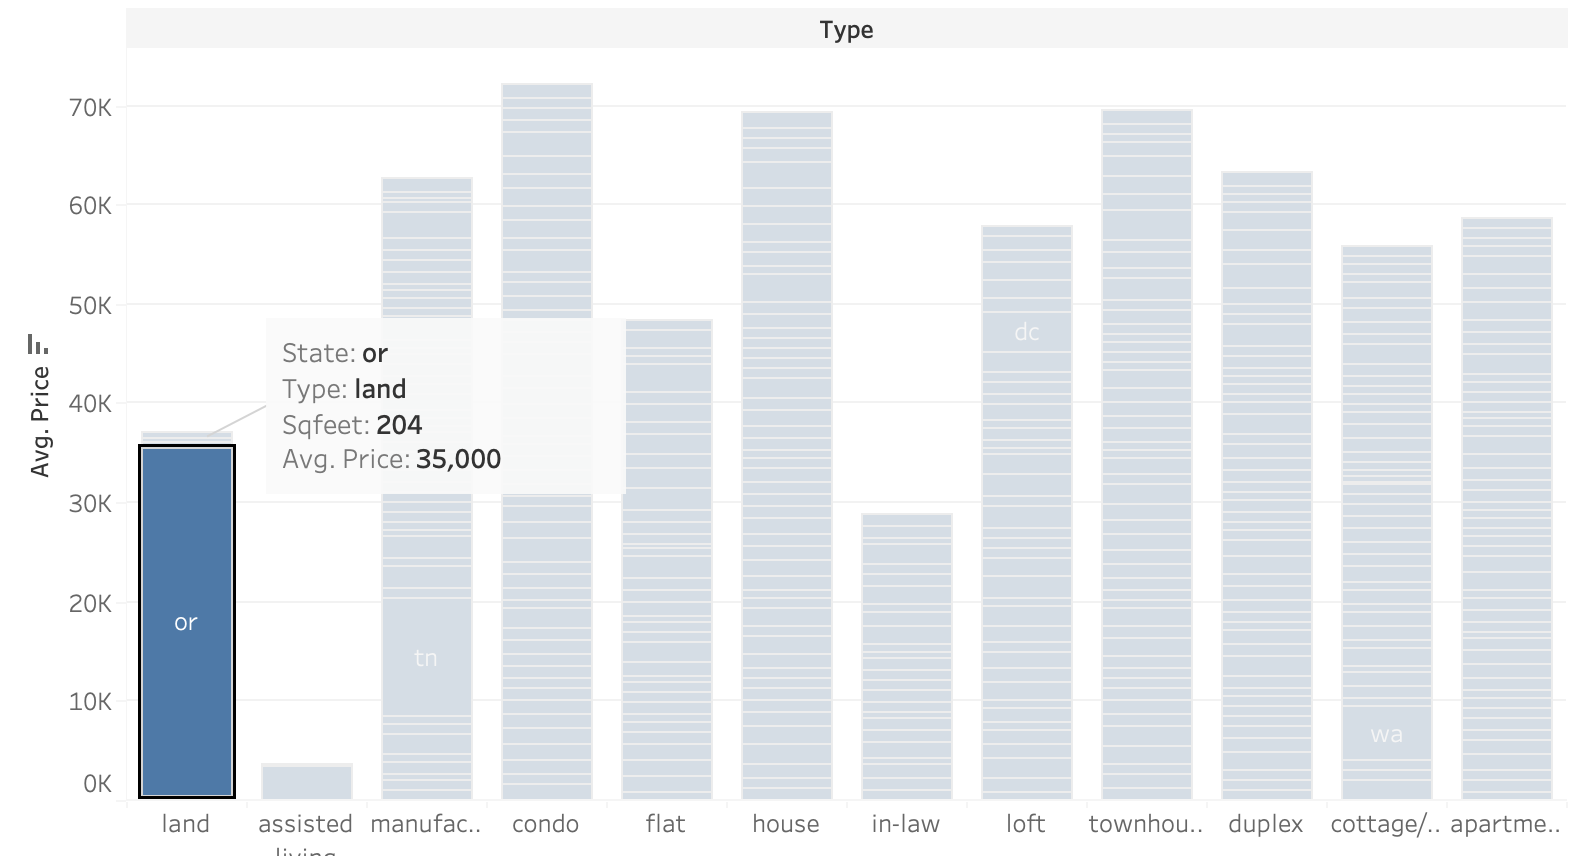 Type
70K
60K
50K
40K
30K
20K
10K
0K
Avg. Price
State: or
Type: land
Sqfeet: 204
Avg. Price: 35,000
or
tn
dc
wa
land
assisted
living
manufac..
condo
flat
house
in-law
loft
townhou..
duplex
cottage/..
apartme..